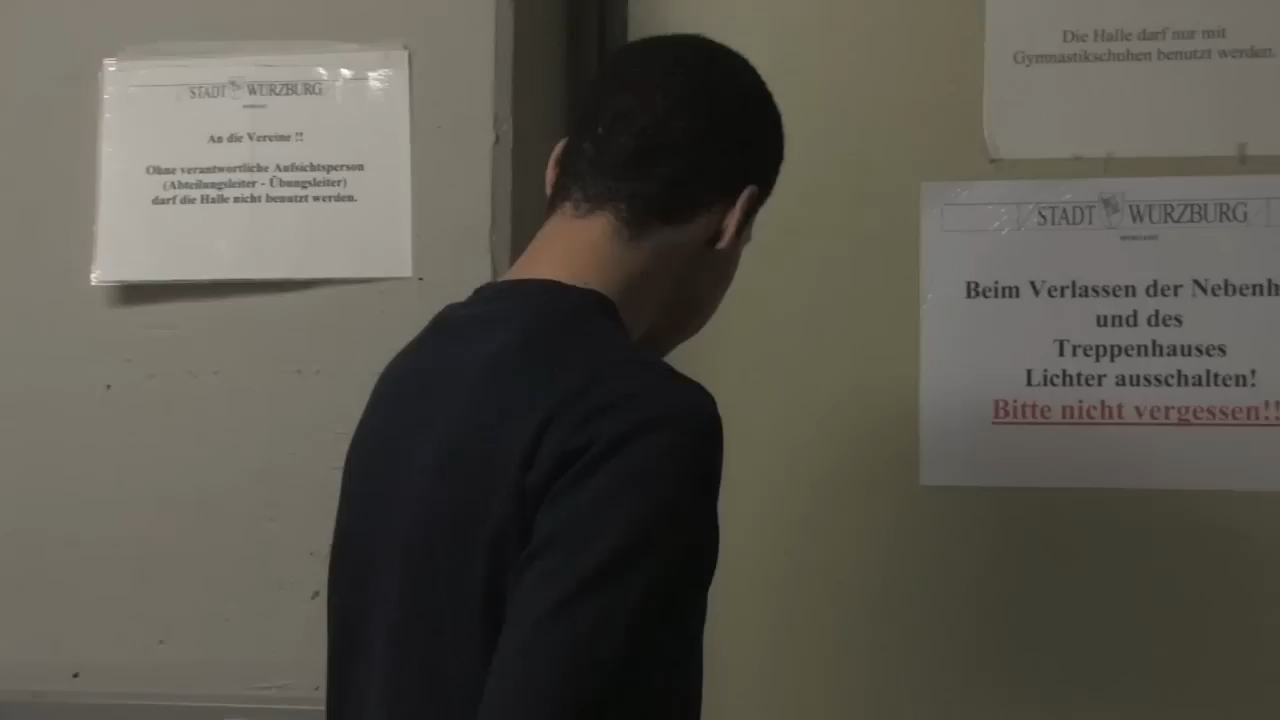 STADT WÜRZBURG
An die Vereine !!
Ohne verantwortliche Aufsichtsperson
(Abteilungsleiter - Übungsleiter)
darf die Halle nicht benutzt werden.
Die Halle darf nur mit
Gymnastikschuhen benutzt werden.
STADT WÜRZBURG
Beim Verlassen der Nebenh
und des
Treppenhauses
Lichter ausschalten!
Bitte nicht vergessen!!